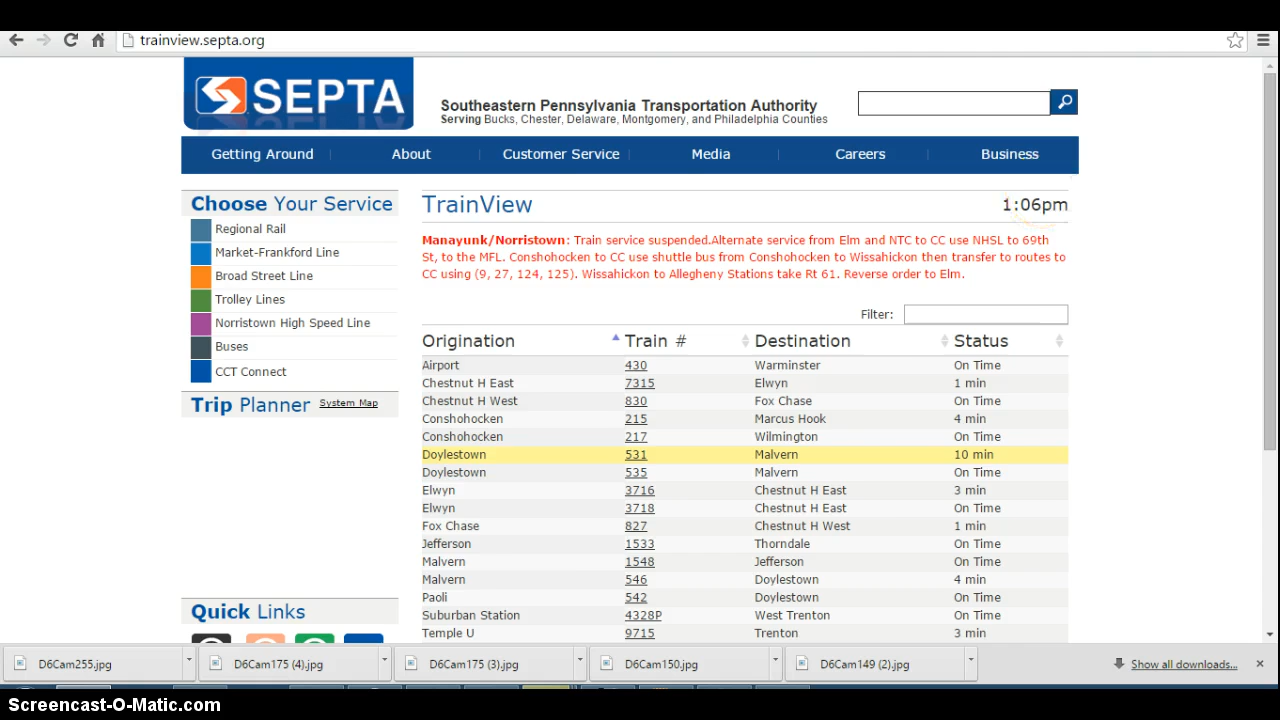 trainview.septa.org
SEPTA
Southeastern Pennsylvania Transportation Authority
Serving Bucks, Chester, Delaware, Montgomery, and Philadelphia Counties
Getting Around About Customer Service Media Careers Business
Choose Your Service
Regional Rail
Market-Frankford Line
Broad Street Line
Trolley Lines
Norristown High Speed Line
Buses
CCT Connect
Trip Planner System Map
Quick Links
TrainView 1:06pm
Manayunk/Norristown: Train service suspended.Alternate service from Elm and NTC to CC use NHSL to 69th
St, to the MFL. Conshohocken to CC use shuttle bus from Conshohocken to Wissahickon then transfer to routes to
CC using (9, 27, 124, 125). Wissahickon to Allegheny Stations take Rt 61. Reverse order to Elm.
Filter:
Origination Train # Destination Status
Airport 430 Warminster On Time
Chestnut H East 7315 Elwyn 1 min
Chestnut H West 830 Fox Chase On Time
Conshohocken 215 Marcus Hook 4 min
Conshohocken 217 Wilmington On Time
Doylestown 531 Malvern 10 min
Doylestown 535 Malvern On Time
Elwyn 3716 Chestnut H East 3 min
Elwyn 3718 Chestnut H East On Time
Fox Chase 827 Chestnut H West 1 min
Jefferson 1533 Thorndale On Time
Malvern 1548 Jefferson On Time
Malvern 546 Doylestown 4 min
Paoli 542 Doylestown On Time
Suburban Station 4328P West Trenton On Time
Temple U 9715 Trenton 3 min
D6Cam255.jpg D6Cam175 (4).jpg D6Cam175 (3).jpg D6Cam150.jpg D6Cam149 (2).jpg Show all downloads...
Screencast-O-Matic.com